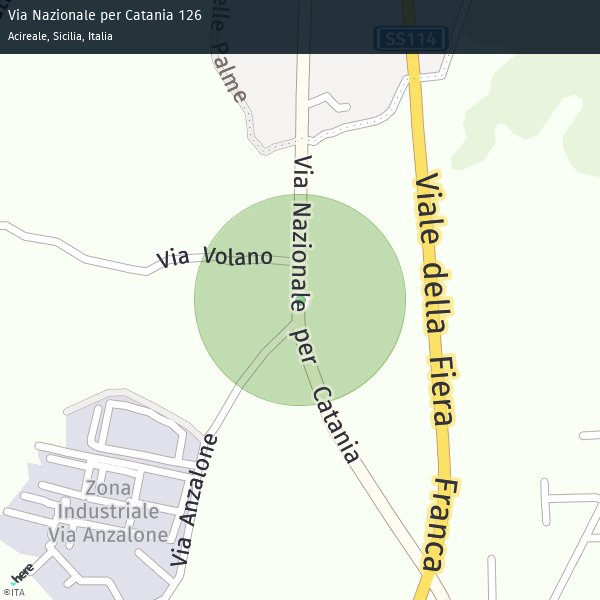 Via Nazionale per Catania 126
Acireale, Sicilia, Italia
elle Palme
SS114
Via Nazionale per Catania
Viale della Fiera Franca
Via Volano
Via Anzalone
Zona
Industriale
Via Anzalone
here
©ITA